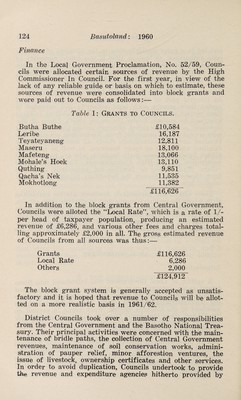 124 Basutoland: 1960
Finance
In the Local Government Proclamation, No. 52/59, Coun-
cils were allocated certain sources of revenue by the High
Commissioner In Council. For the first year, in view of the
lack of any reliable guide or basis on which to estimate, these
sources of revenue were consolidated into block grants and
were paid out to Councils as follows:—
Table 1: GRANTS TO COUNCILS.
Butha Buthe £10,584
Leribe 16,187
Teyateyaneng 12,811
Maseru 18,100
Mafeteng 13,066
Mohale's Hoek 13,110
Quthing 9,851
Qacha's Nek 11,535
Mokhotlong 11,382
£116,626
In addition to the block grants from Central Government,
Councils were alloted the "Local Rate", which is a rate of 1/-
per head of taxpayer population, producing an estimated
revenue of £6,286, and various other fees and charges total-
ling approximately £2,000 in all. The gross estimated revenue
of Councils from all sources was thus:—
Grants £116,626
Local Rate 6,286
Others 2,000
£124,912
The block grant system is generally accepted as unsatis-
factory and it is hoped that revenue to Councils will be allot-
ted on a more realistic basis in 1961/62.
District Councils took over a number of responsibilities
from the Central Government and the Basotho National Trea-
sury. Their principal activities were concerned with the main-
tenance of bridle paths, the collection of Central Government
revenues, maintenance of soil conservation works, admini-
stration of pauper relief, minor afforestion ventures, the
issue of livestock, ownership certificates and other services.
In order to avoid duplication, Councils undertook to provide
the revenue and expenditure agencies hitherto provided by